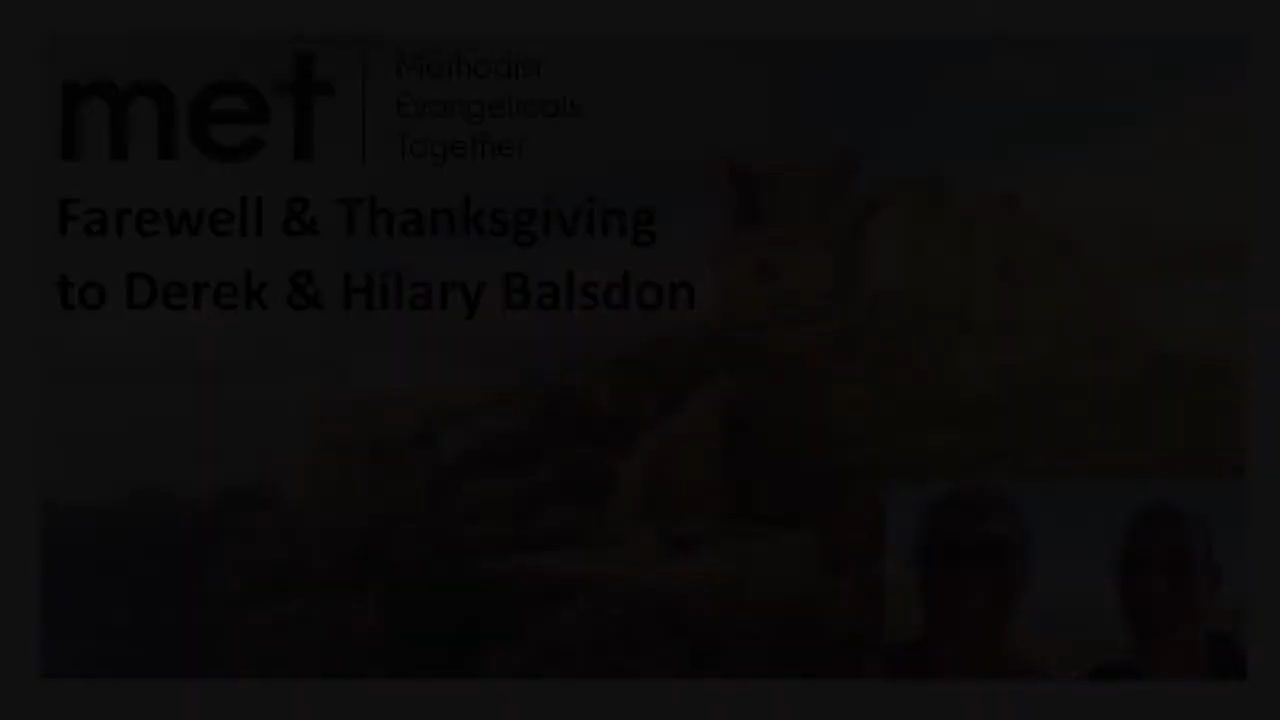 met
Methodist
Evangelicals
Together
Farewell & Thanksgiving
to Derek & Hilary Balsdon